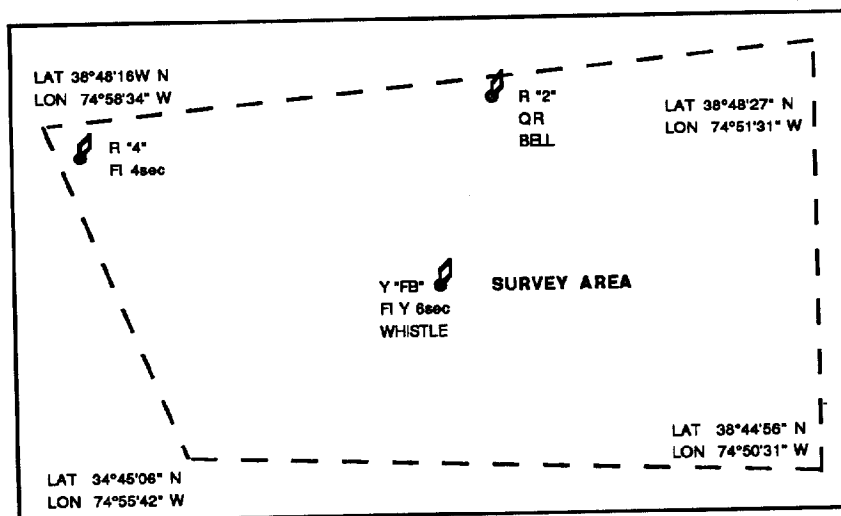 LAT 38°48'16W N
LON 74°58'34" W
R "4"
Fl 4sec
R "2"
QR
BELL
LAT 38°48'27" N
LON 74°51'31" W
Y "FB"
Fl Y 6sec
WHISTLE
SURVEY AREA
LAT 38°44'56" N
LON 74°50'31" W
LAT 34°45'06" N
LON 74°55'42" W